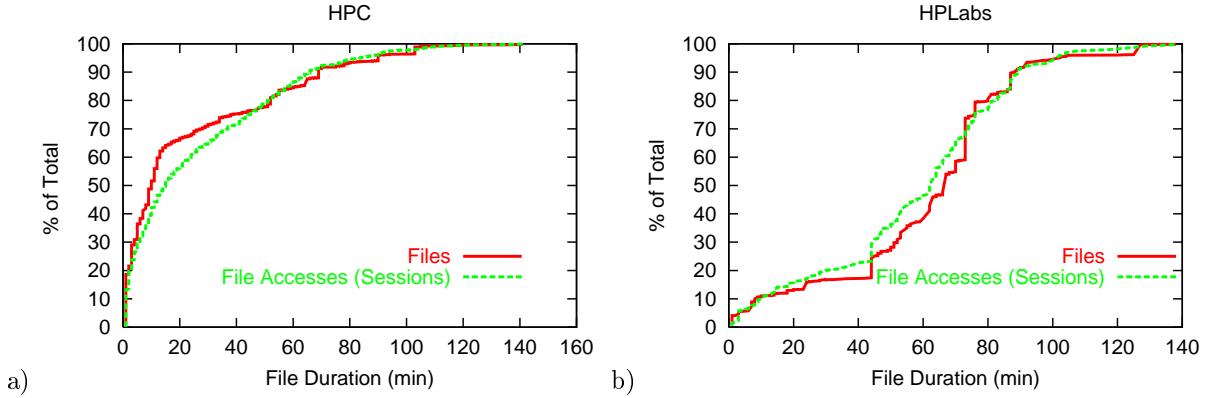 HPC
100
90
80
70
60
50
40
30
20
10
0
% of Total
Files
File Accesses (Sessions)
0 20 40 60 80 100 120 140 160
File Duration (min)
a)
HPLabs
100
90
80
70
60
50
40
30
20
10
0
% of Total
Files
File Accesses (Sessions)
0 20 40 60 80 100 120 140
File Duration (min)
b)